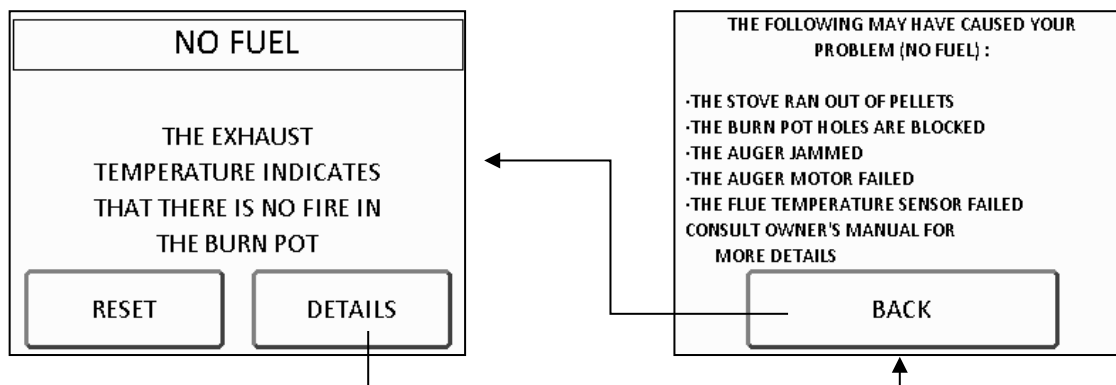 NO FUEL
THE EXHAUST
TEMPERATURE INDICATES
THAT THERE IS NO FIRE IN
THE BURN POT
RESET
DETAILS
THE FOLLOWING MAY HAVE CAUSED YOUR
PROBLEM (NO FUEL) :
·THE STOVE RAN OUT OF PELLETS
·THE BURN POT HOLES ARE BLOCKED
·THE AUGER JAMMED
·THE AUGER MOTOR FAILED
·THE FLUE TEMPERATURE SENSOR FAILED
CONSULT OWNER'S MANUAL FOR
MORE DETAILS
BACK